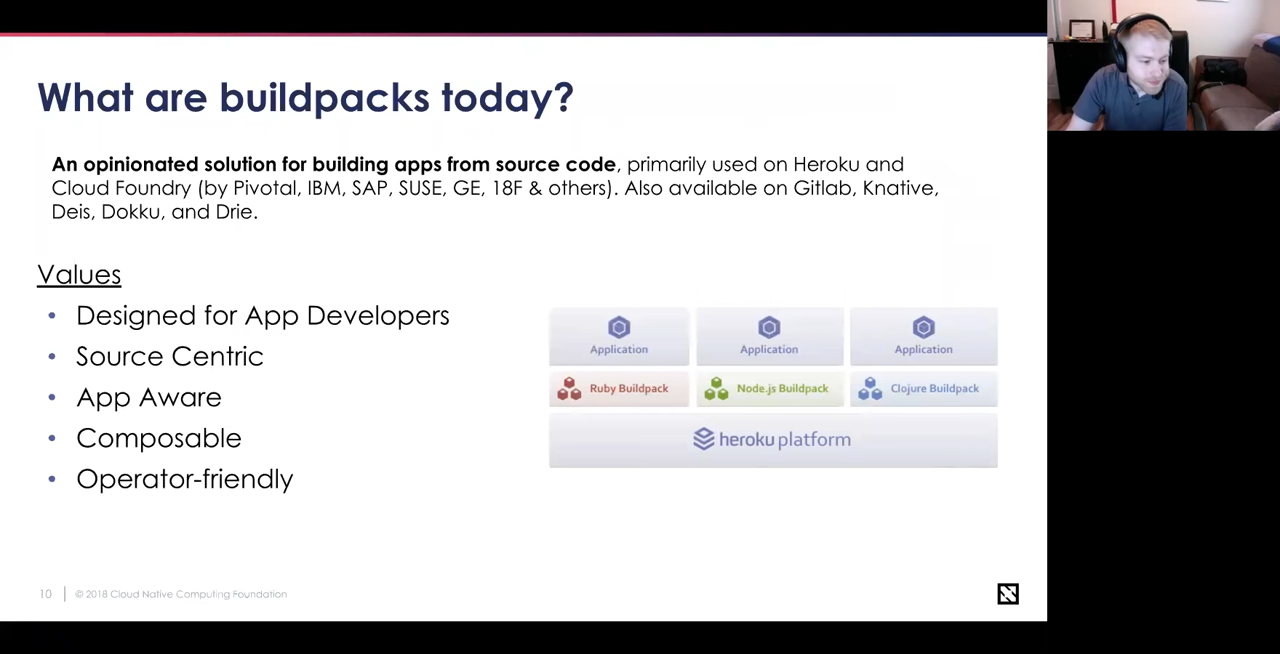 What are buildpacks today?
An opinionated solution for building apps from source code, primarily used on Heroku and
Cloud Foundry (by Pivotal, IBM, SAP, SUSE, GE, 18F & others). Also available on Gitlab, Knative,
Deis, Dokku, and Drie.
Values
• Designed for App Developers
• Source Centric
• App Aware
• Composable
• Operator-friendly
Application
Application
Application
Ruby Buildpack
Node.js Buildpack
Clojure Buildpack
heroku platform
10
© 2018 Cloud Native Computing Foundation